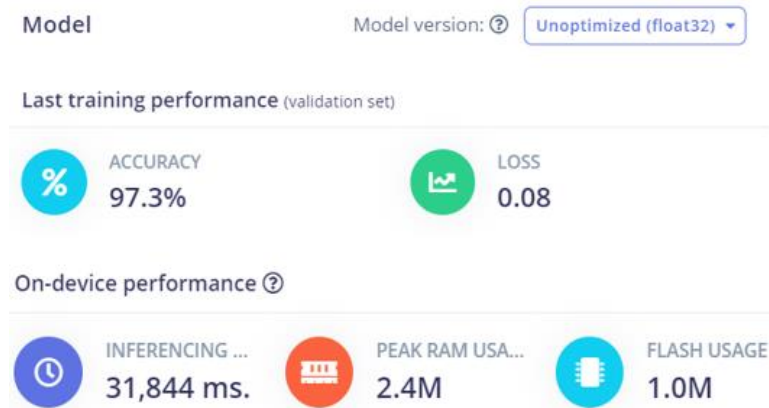 Model
Model version: ? Unoptimized (float32)
Last training performance (validation set)
ACCURACY
97.3%
LOSS
0.08
On-device performance ?
INFERENCING ...
31,844 ms.
PEAK RAM USA...
2.4M
FLASH USAGE
1.0M